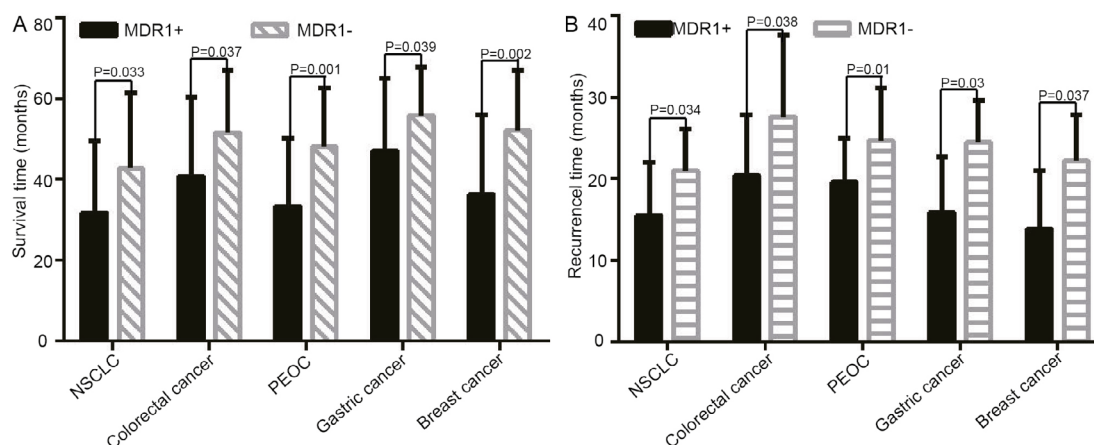 A
MDR1+
MDR1-
Survival time (months)
80
60
40
20
0
P=0.033
P=0.037
P=0.001
P=0.039
P=0.002
NSCLC
Colorectal cancer
PEOC
Gastric cancer
Breast cancer
B
MDR1+
MDR1-
Recurrencel time (months)
40
30
20
10
0
P=0.034
P=0.038
P=0.01
P=0.03
P=0.037
NSCLC
Colorectal cancer
PEOC
Gastric cancer
Breast cancer